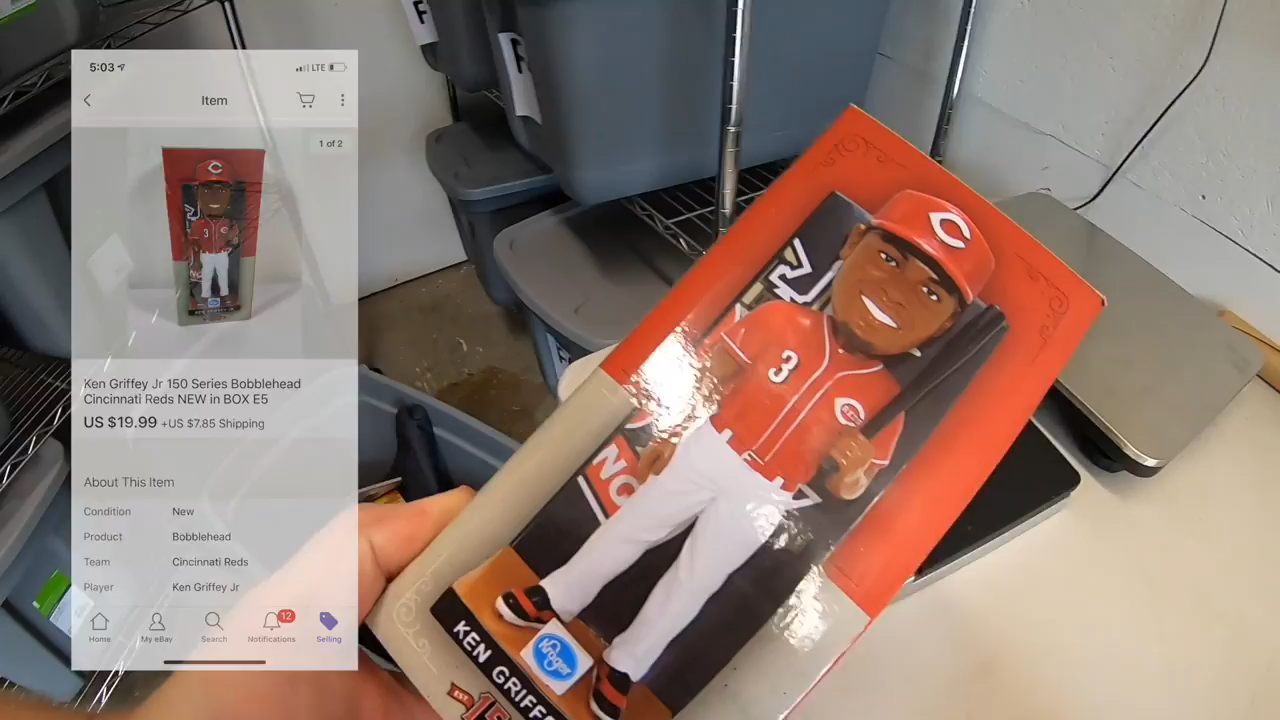 5:03
LTE
Item
1 of 2
Ken Griffey Jr 150 Series Bobblehead
Cincinnati Reds NEW in BOX E5
US $19.99 +US $7.85 Shipping
About This Item
Condition New
Product Bobblehead
Team Cincinnati Reds
Player Ken Griffey Jr
Home
My eBay
Search
12
Notifications
Selling
F
F
C
3
KEN GRIFF
Kroger
EST.
15